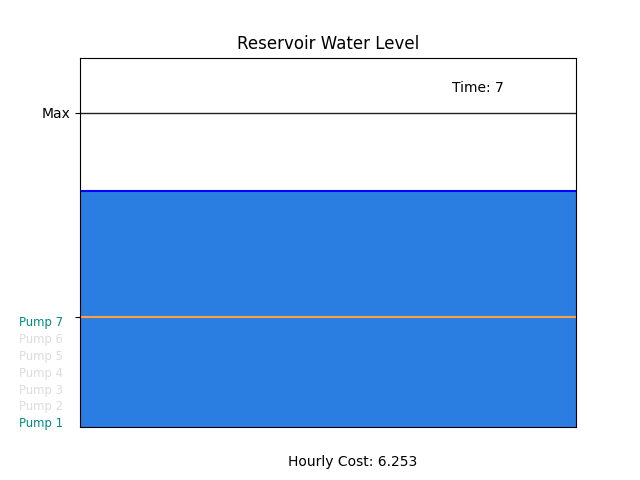 Reservoir Water Level
Time: 7
Max
Pump 7
Pump 6
Pump 5
Pump 4
Pump 3
Pump 2
Pump 1
Hourly Cost: 6.253